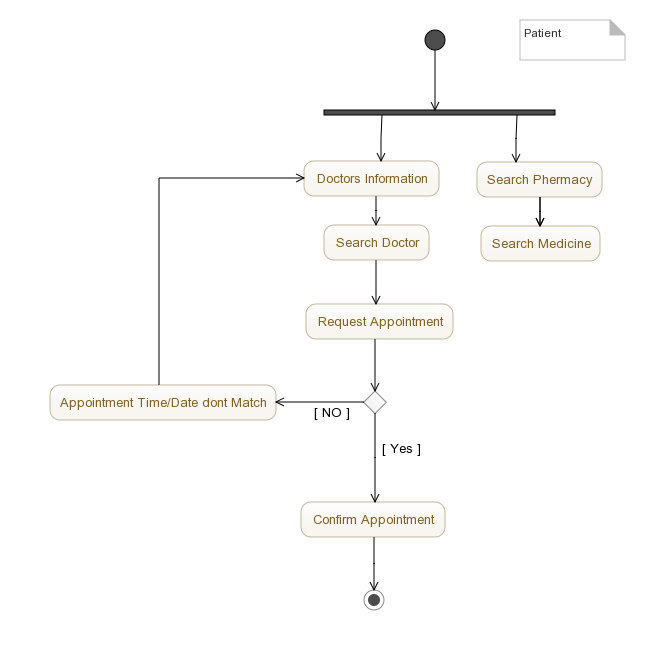 Patient
Doctors Information
Search Phermacy
Search Doctor
Search Medicine
Request Appointment
Appointment Time/Date dont Match
[ NO ]
[ Yes ]
Confirm Appointment